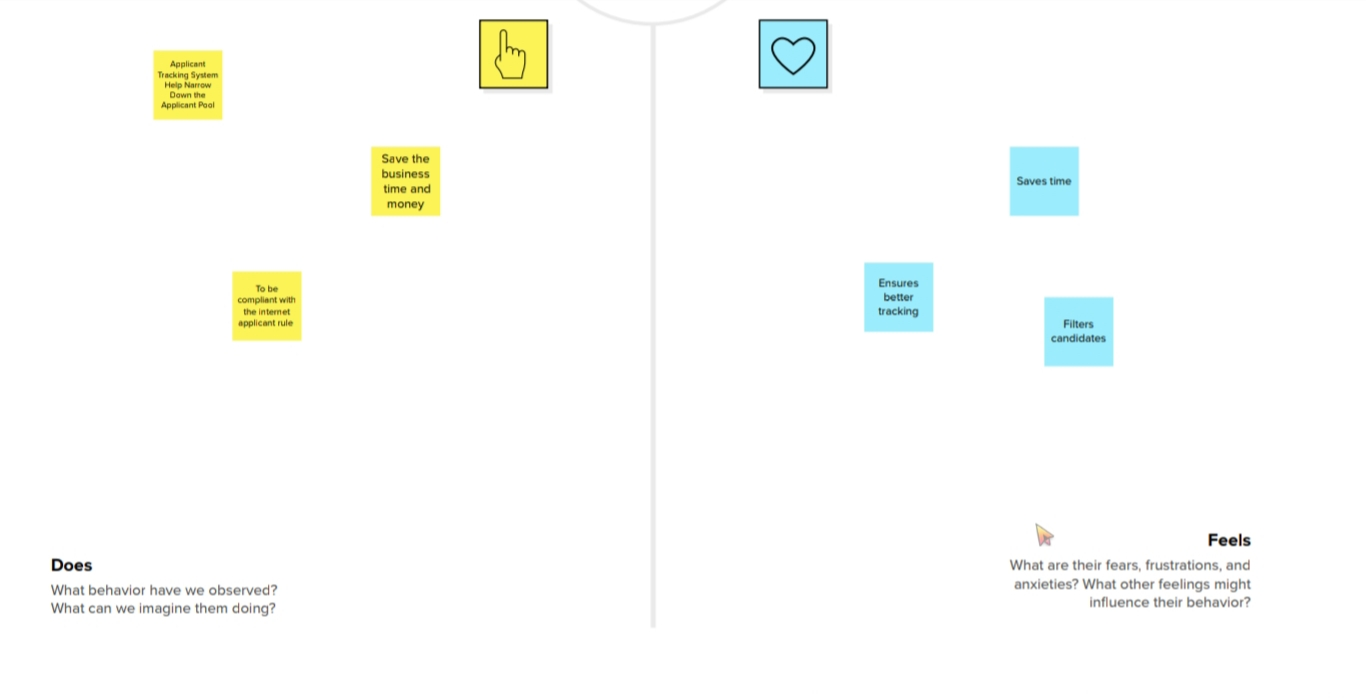 Applicant
Tracking System
Help Narrow
Down the
Applicant Pool
Save the
business
time and
money
To be
compliant with
the internet
applicant rule
Does
What behavior have we observed?
What can we imagine them doing?
Saves time
Ensures
better
tracking
Filters
candidates
Feels
What are their fears, frustrations, and
anxieties? What other feelings might
influence their behavior?